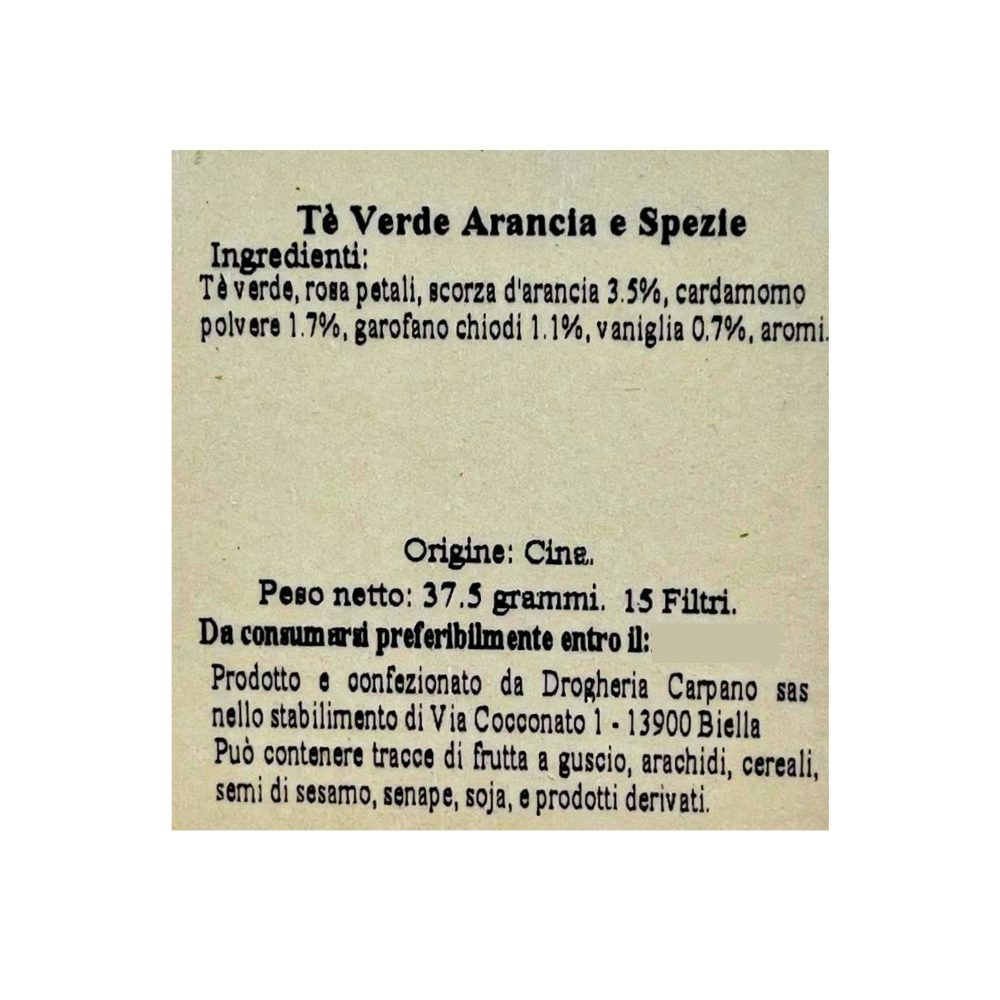 Tè Verde Arancia e Spezie
Ingredienti:
Tè verde, rosa petali, scorza d'arancia 3.5%, cardamomo
polvere 1.7%, garofano chiodi 1.1%, vaniglia 0.7%, aromi.
Origine: Cina.
Peso netto: 37.5 grammi. 15 Filtri.
Da consumarsi preferibilmente entro il:
Prodotto e confezionato da Drogheria Carpano sas
nello stabilimento di Via Cocconato 1 - 13900 Biella
Può contenere tracce di frutta a guscio, arachidi, cereali,
semi di sesamo, senape, soja, e prodotti derivati.